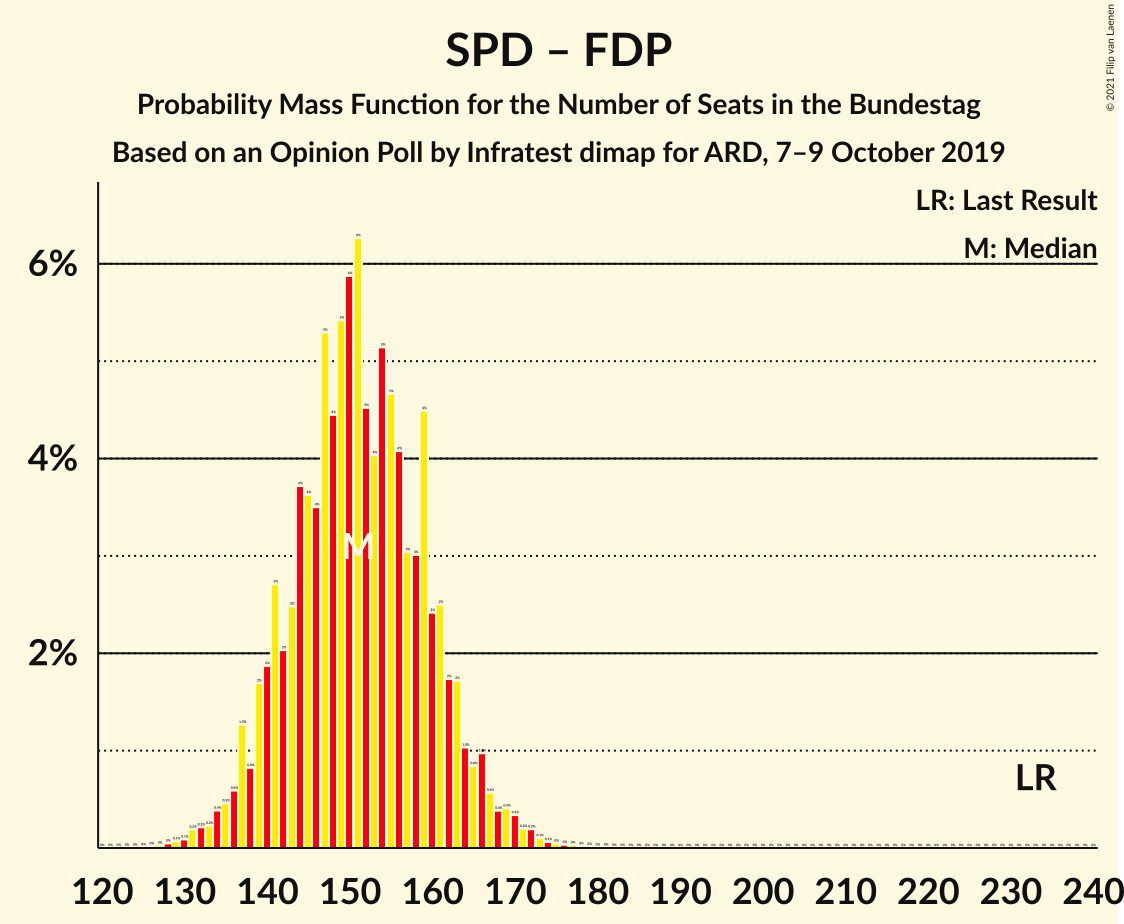 SPD – FDP
Probability Mass Function for the Number of Seats in the Bundestag
Based on an Opinion Poll by Infratest dimap for ARD, 7–9 October 2019
© 2021 Filip van Laenen
LR: Last Result
M: Median
6%
4%
2%
M
LR
120 130 140 150 160 170 180 190 200 210 220 230 240